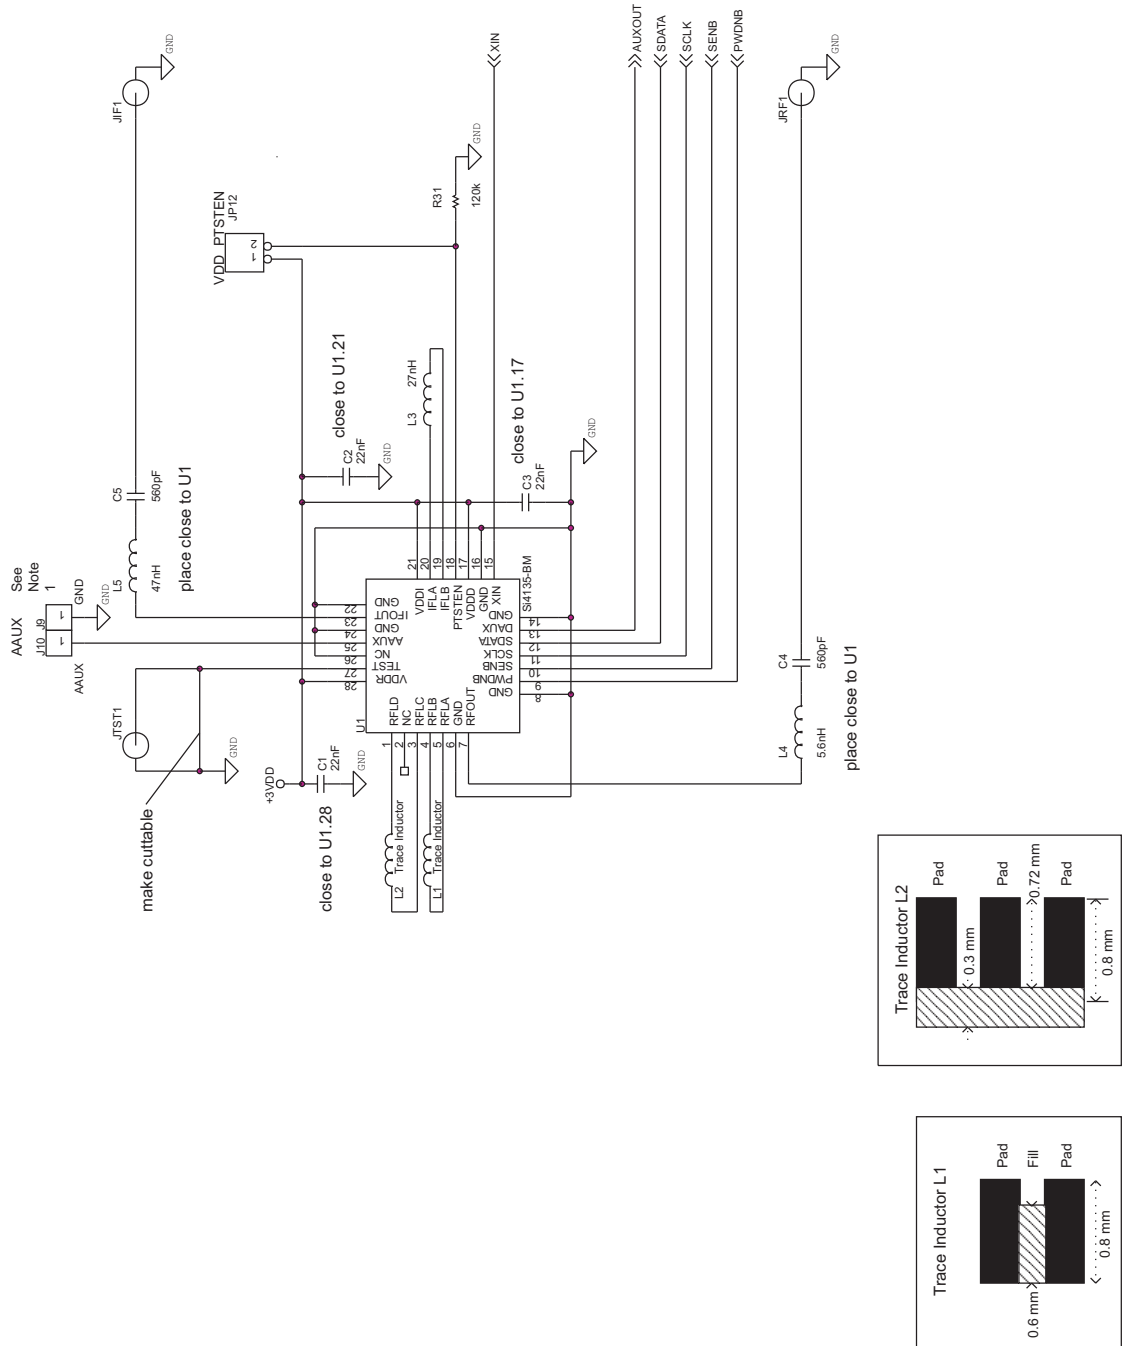 JIF1
GND
C5
560pF
L5
47nH
place close to U1
AAUX
See
Note
1
J10 J9
1 1
GND
GND
AAUX
JTST1
GND
make cuttable
VDD PTSTEN
JP12
1 2
R31
120k
GND
XIN
AUXOUT
SDATA
SCLK
SENB
PWDNB
JRF1
GND
+3VDD
C1
22nF
GND
close to U1.28
C2
22nF
GND
close to U1.21
L3
27nH
C3
22nF
close to U1.17
GND
U1
Si4135-BM
1 RFLD
2 NC
3 RFLC
4 RFLB
5 RFLA
6 GND
7 RFOUT
8 GND
9 PWDNB
10 SENB
11 SCLK
12 SDATA
13 DAUX
14 GND
15 XIN
16 GND
17 VDDD
18 PTSTEN
19 IFLB
20 IFLA
21 VDDI
22 GND
23 IFOUT
24 GND
25 AAUX
26 NC
27 TEST
28 VDDR
L2 Trace Inductor
L1 Trace Inductor
C4
560pF
L4
5.6nH
place close to U1
Trace Inductor L2
Pad
Pad
Pad
0.3 mm
0.72 mm
0.8 mm
Trace Inductor L1
Pad
Fill
Pad
0.6 mm
0.8 mm